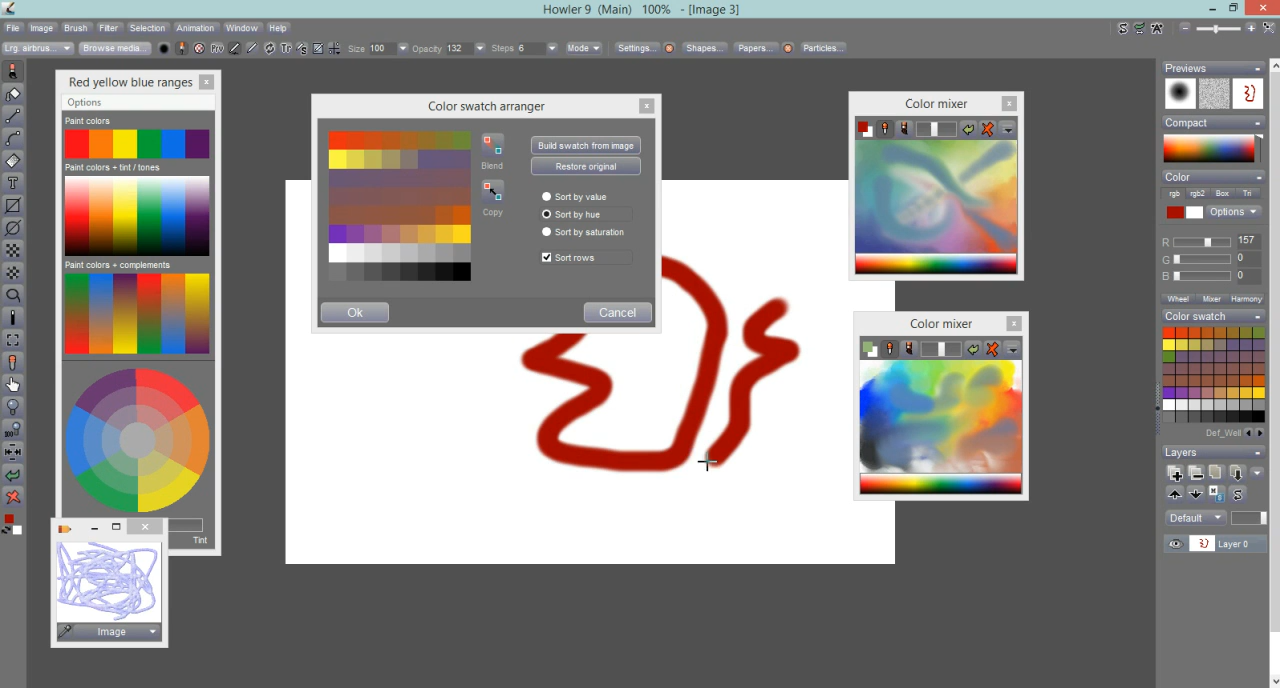 Howler 9 (Main) 100% - [Image 3]
File Image Brush Filter Selection Animation Window Help
Lrg. airbrus... Browse media... Size 100 Opacity 132 Steps 6 Mode Settings... Shapes... Papers... Particles...
Red yellow blue ranges
Options
Paint colors
Paint colors + tint / tones
Paint colors + complements
Tint
Image
Color swatch arranger
Blend
Copy
Build swatch from image
Restore original
Sort by value
Sort by hue
Sort by saturation
Sort rows
Ok Cancel
Color mixer
Color mixer
Previews
Compact
Color
rgb rgb2 Box Tri
Options
R 157
G 0
B 0
Wheel Mixer Harmony
Color swatch
Def_Well
Layers
Default
Layer 0